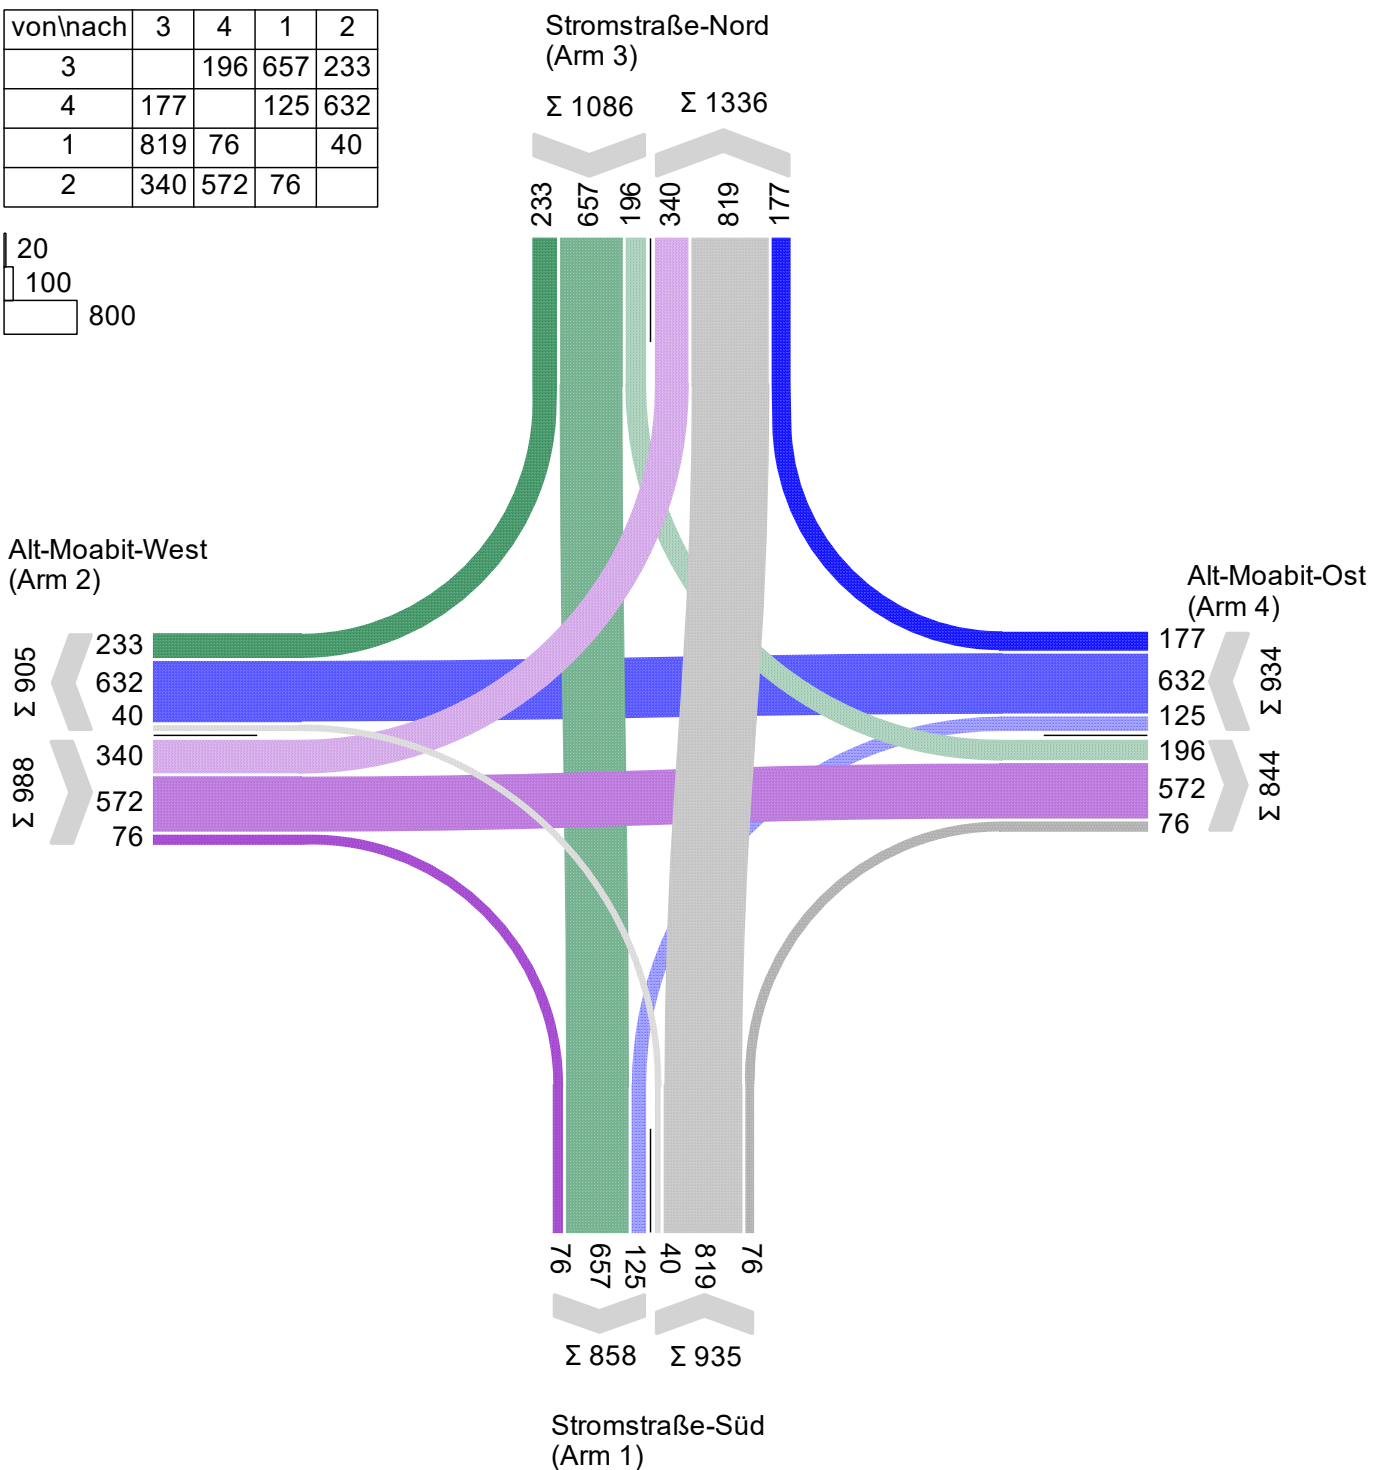 von\nach 3 4 1 2
3 196 657 233
4 177 125 632
1 819 76 40
2 340 572 76
20
100
800
Stromstraße-Nord
(Arm 3)
Σ 1086 Σ 1336
233 657 196 340 819 177
Alt-Moabit-West
(Arm 2)
Σ 905
233
632
40
Σ 988
340
572
76
Alt-Moabit-Ost
(Arm 4)
177
632
125
Σ 934
196
572
76
Σ 844
76 657 125 40 819 76
Σ 858 Σ 935
Stromstraße-Süd
(Arm 1)